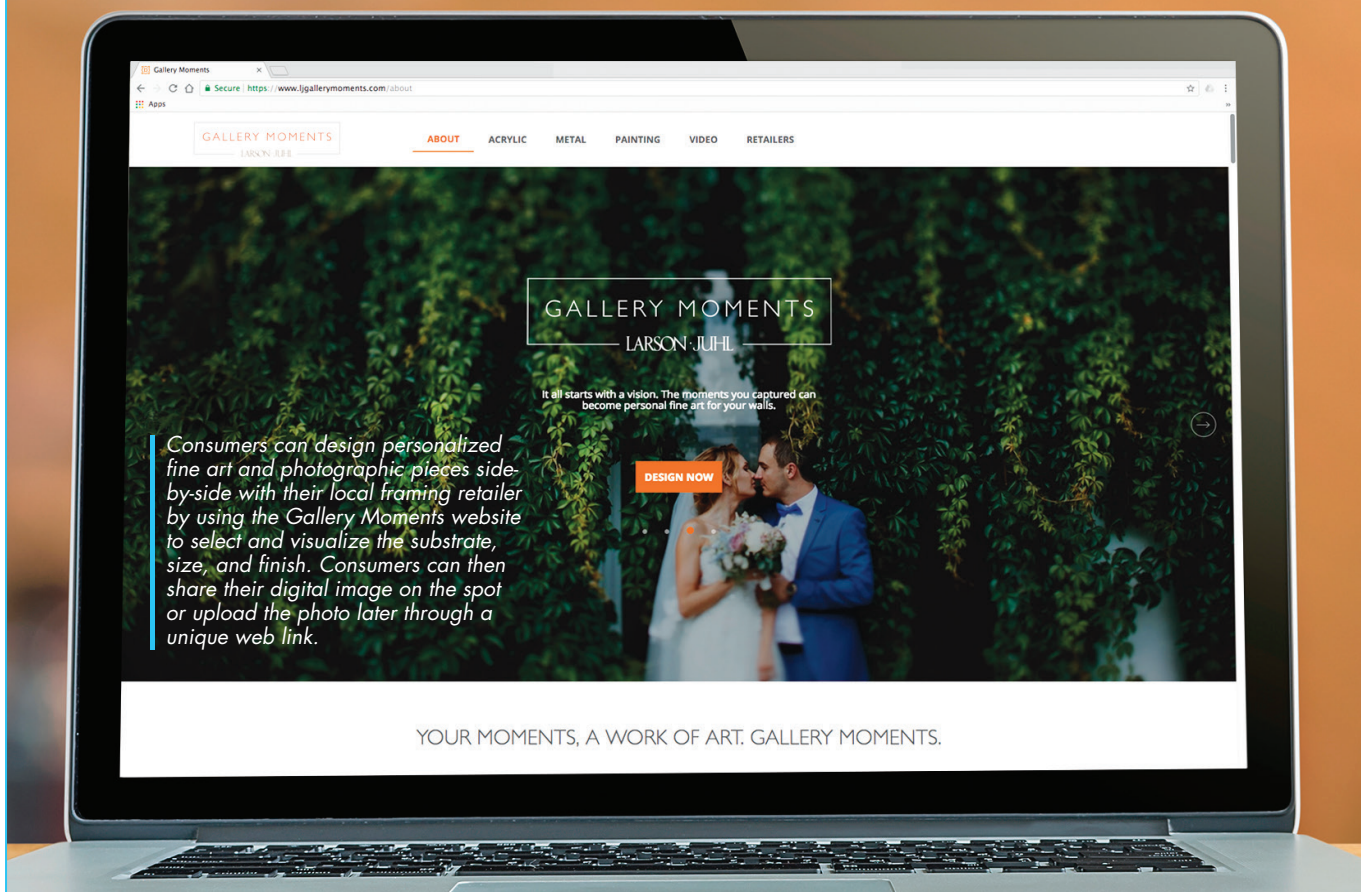 Gallery Moments
Secure https://www.ljgallerymoments.com/about
Apps
GALLERY MOMENTS
LARSON·JUHL
ABOUT ACRYLIC METAL PAINTING VIDEO RETAILERS
GALLERY MOMENTS
LARSON·JUHL
It all starts with a vision. The moments you captured can
become personal fine art for your walls.
DESIGN NOW
Consumers can design personalized
fine art and photographic pieces side-
by-side with their local framing retailer
by using the Gallery Moments website
to select and visualize the substrate,
size, and finish. Consumers can then
share their digital image on the spot
or upload the photo later through a
unique web link.
YOUR MOMENTS, A WORK OF ART. GALLERY MOMENTS.